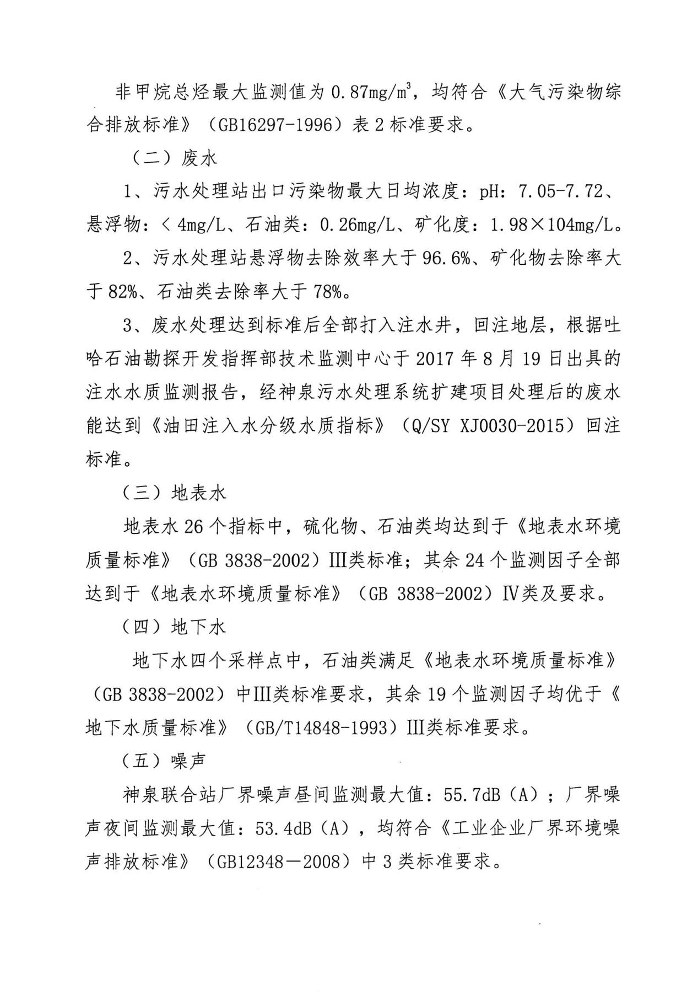 非甲烷总烃最大监测值为 0.87mg/m³，均符合《大气污染物综
合排放标准》（GB16297-1996）表 2 标准要求。
（二）废水
1、污水处理站出口污染物最大日均浓度：pH：7.05-7.72、
悬浮物：< 4mg/L、石油类：0.26mg/L、矿化度：1.98×104mg/L。
2、污水处理站悬浮物去除效率大于 96.6%、矿化物去除率大
于 82%、石油类去除率大于 78%。
3、废水处理达到标准后全部打入注水井，回注地层，根据吐
哈石油勘探开发指挥部技术监测中心于 2017 年 8 月 19 日出具的
注水水质监测报告，经神泉污水处理系统扩建项目处理后的废水
能达到《油田注入水分级水质指标》（Q/SY XJ0030-2015）回注
标准。
（三）地表水
地表水 26 个指标中，硫化物、石油类均达到于《地表水环境
质量标准》（GB 3838-2002）Ⅲ类标准；其余 24 个监测因子全部
达到于《地表水环境质量标准》（GB 3838-2002）Ⅳ类及要求。
（四）地下水
地下水四个采样点中，石油类满足《地表水环境质量标准》
（GB 3838-2002）中Ⅲ类标准要求，其余 19 个监测因子均优于《
地下水质量标准》（GB/T14848-1993）Ⅲ类标准要求。
（五）噪声
神泉联合站厂界噪声昼间监测最大值：55.7dB（A）；厂界噪
声夜间监测最大值：53.4dB（A），均符合《工业企业厂界环境噪
声排放标准》（GB12348－2008）中 3 类标准要求。